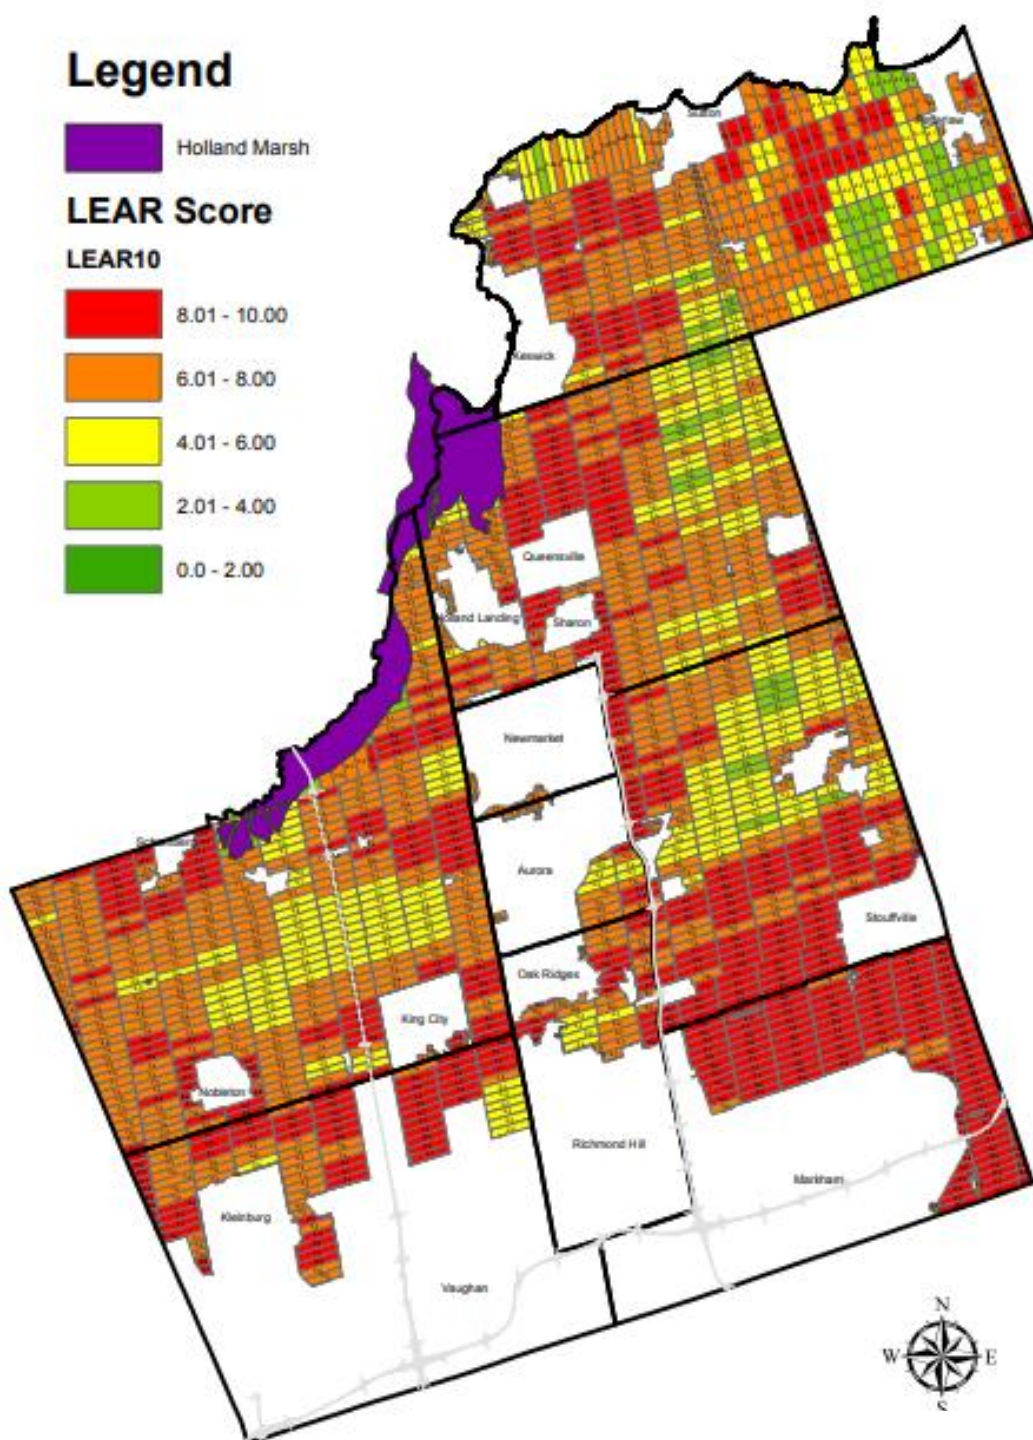 Legend
Holland Marsh
LEAR Score
LEAR10
8.01 - 10.00
6.01 - 8.00
4.01 - 6.00
2.01 - 4.00
0.0 - 2.00
Sutton
Keswick
Queensville
Holland Landing
Sharon
Newmarket
Aurora
Stouffville
Oak Ridges
King City
Nobleton
Richmond Hill
Markham
Kleinburg
Vaughan
N
W E
S